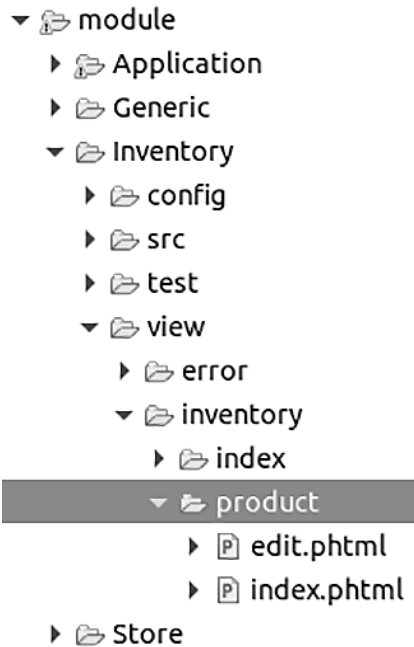 module
Application
Generic
Inventory
config
src
test
view
error
inventory
index
product
edit.phtml
index.phtml
Store